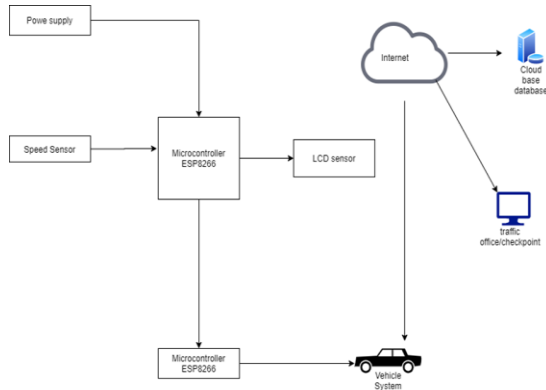 Powe supply
Internet
Cloud
base
database
Speed Sensor
Microcontroller
ESP8266
LCD sensor
traffic
office/checkpoint
Microcontroller
ESP8266
Vehicle
System